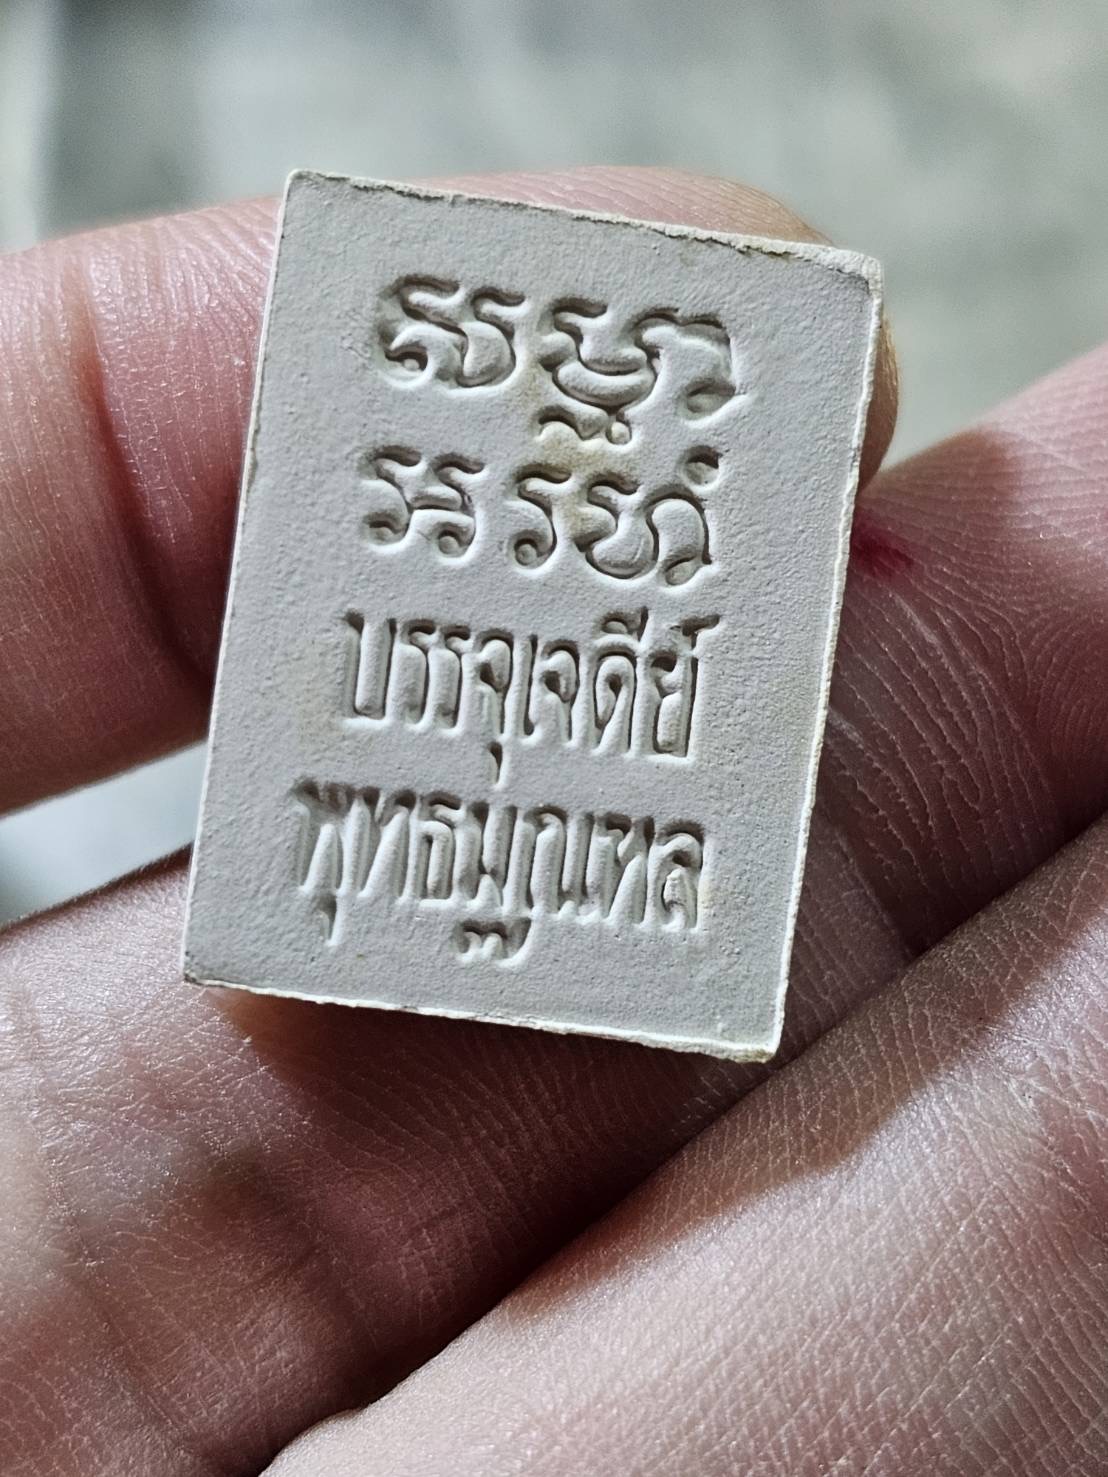 សម្មា
អរហំ
บรรจุเจดีย์
พุทธมณฑล